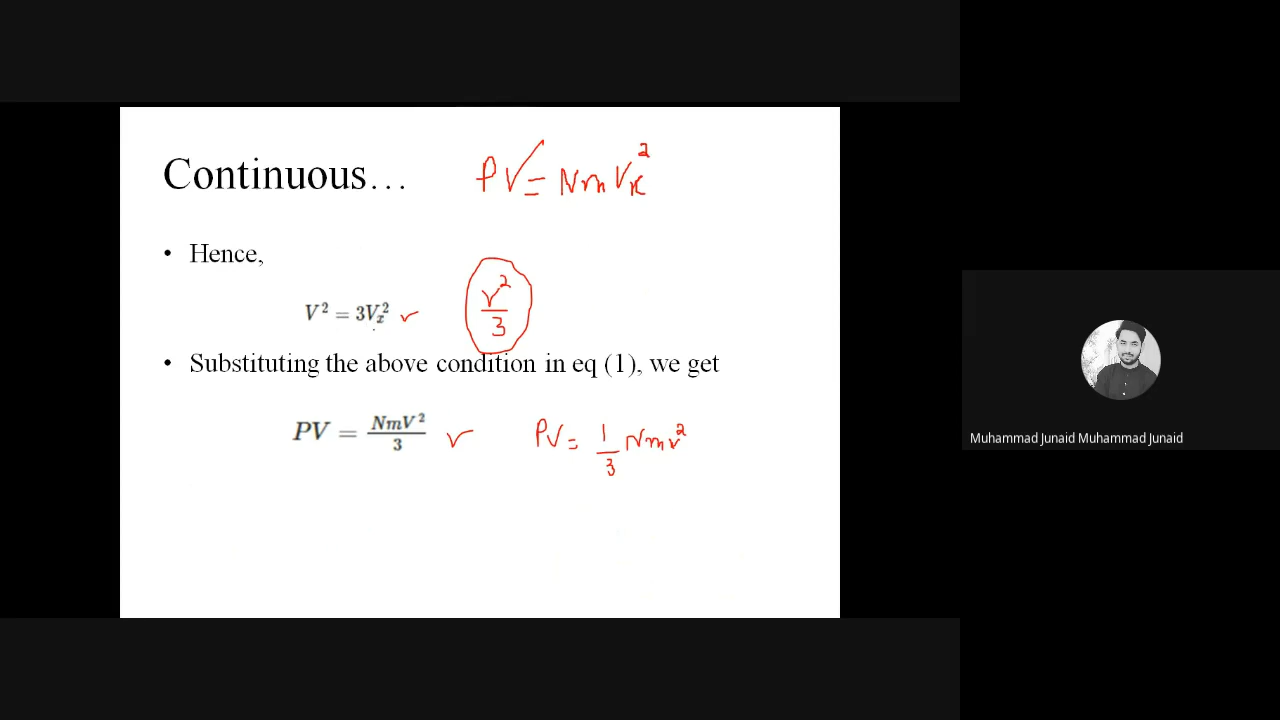 Continuous…
PV = NmVx²
• Hence,
V² = 3Vx²
v²/3
• Substituting the above condition in eq (1), we get
PV = NmV²/3
PV = 1/3 Nmv²
Muhammad Junaid Muhammad Junaid